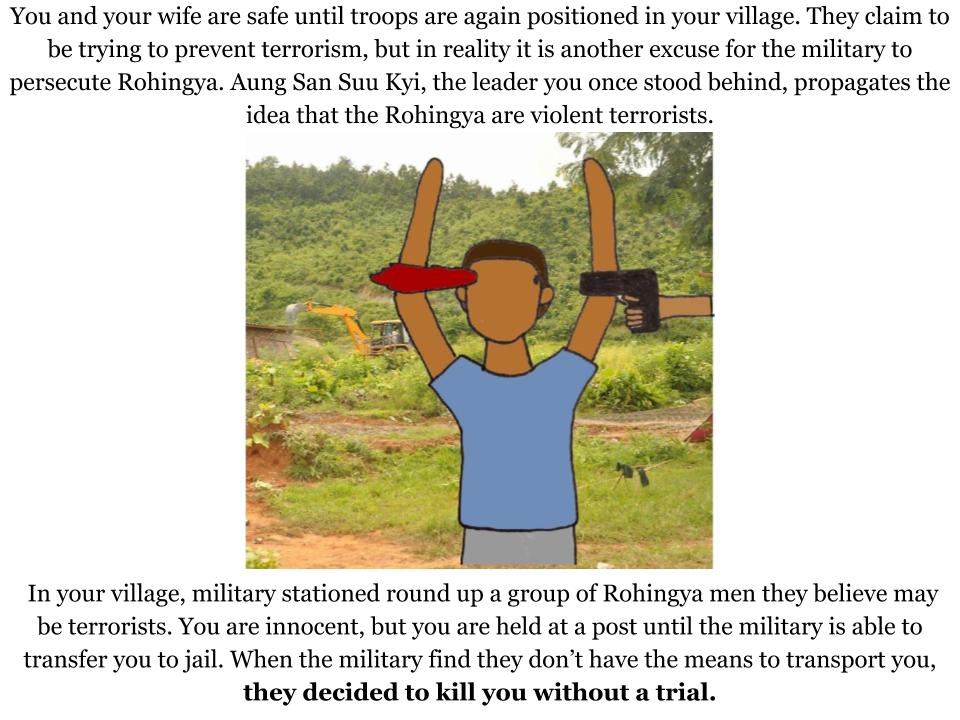 You and your wife are safe until troops are again positioned in your village. They claim to
be trying to prevent terrorism, but in reality it is another excuse for the military to
persecute Rohingya. Aung San Suu Kyi, the leader you once stood behind, propagates the
idea that the Rohingya are violent terrorists.
In your village, military stationed round up a group of Rohingya men they believe may
be terrorists. You are innocent, but you are held at a post until the military is able to
transfer you to jail. When the military find they don’t have the means to transport you,
they decided to kill you without a trial.